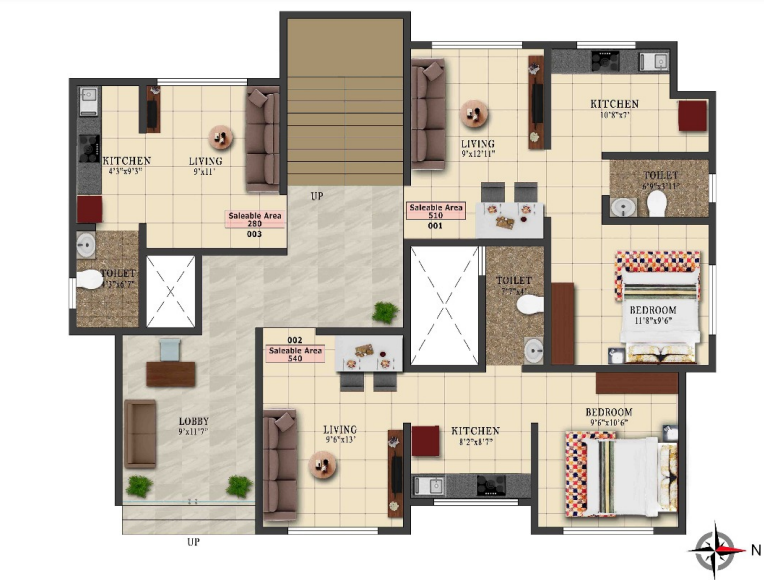 KITCHEN
10'8"x7'
LIVING
9'x12'11"
KITCHEN
4'3"x9'3"
LIVING
9'x11'
TOILET
6'9"x3'11"
UP
Saleable Area
510
001
Saleable Area
280
003
TOILET
4'3"x6'7"
TOILET
7'7"x4'
BEDROOM
11'8"x9'6"
002
Saleable Area
540
LOBBY
9'x11'7"
LIVING
9'6"x13'
KITCHEN
8'2"x8'7"
BEDROOM
9'6"x10'6"
UP
N